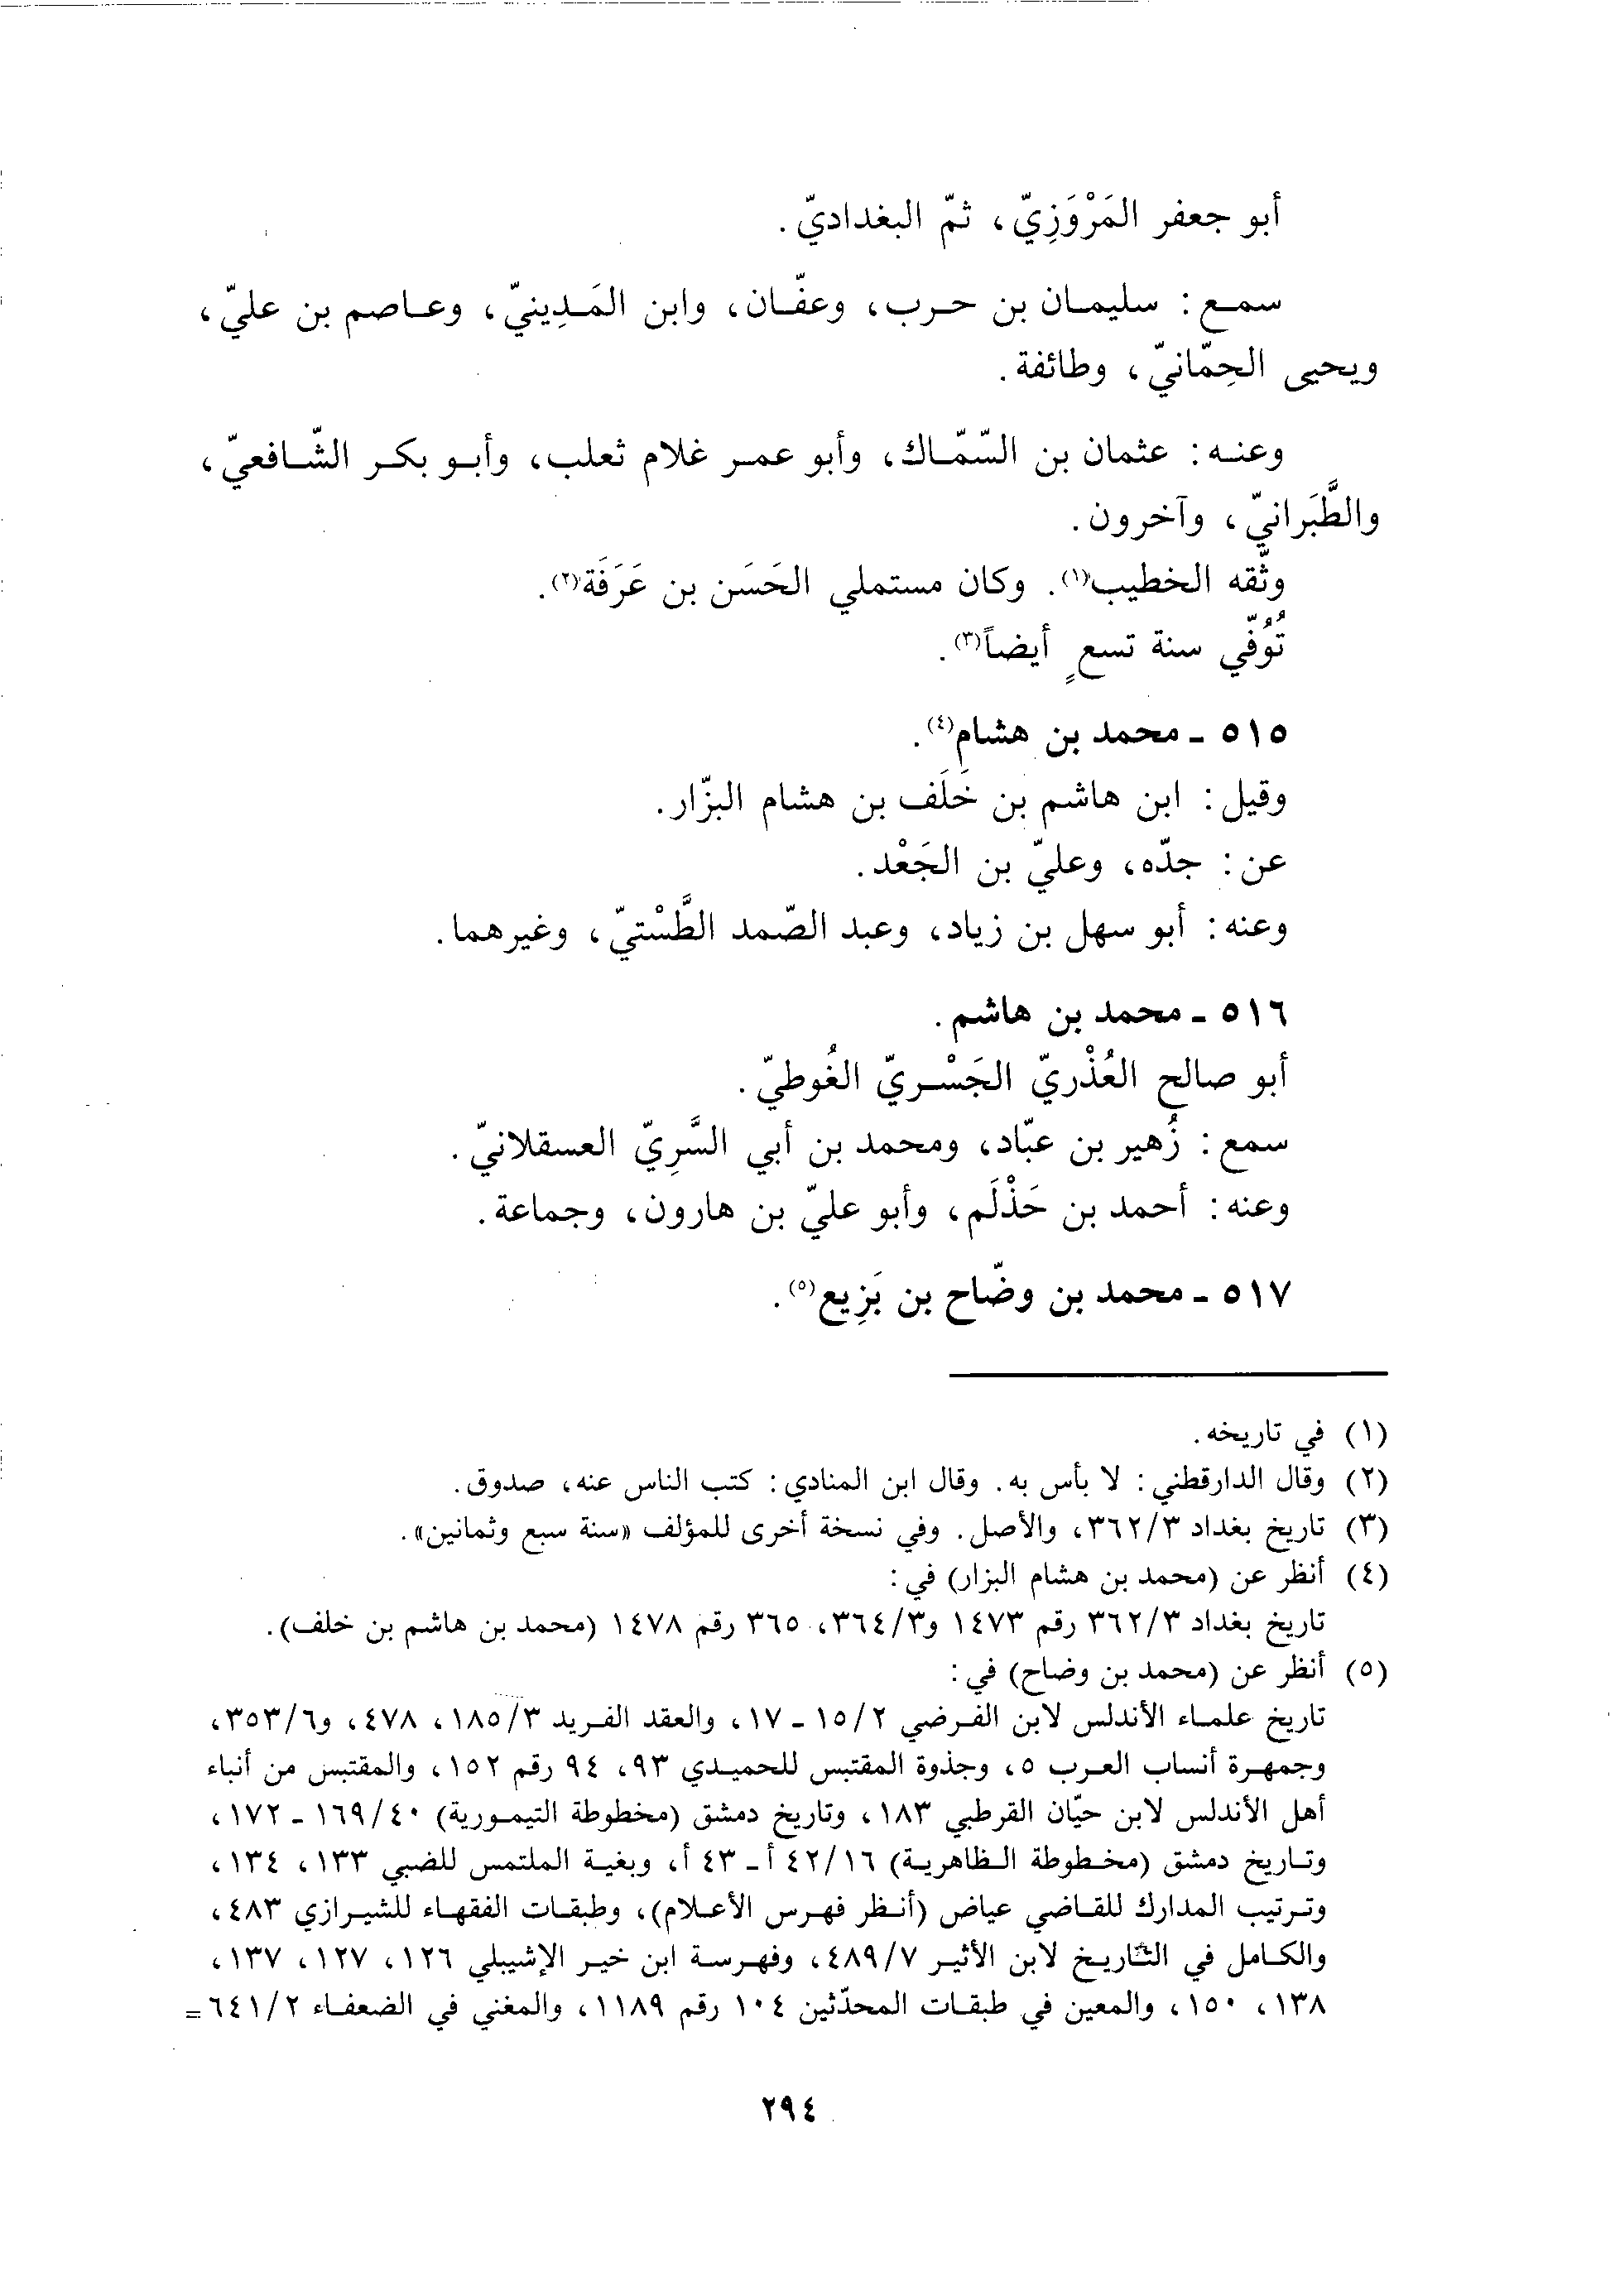 أبو جعفر المَرْوَزِيّ، ثمّ البغداديّ.
سمع: سليمان بن حرب، وعفّان، وابن المَدِينيّ، وعاصم بن عليّ،
ويحيى الحِمّانيّ، وطائفة.
وعنه: عثمان بن السّمّاك، وأبو عمر غلام ثعلب، وأبو بكر الشّافعيّ،
والطَّبَرانيّ، وآخرون.
وثّقه الخطيب(١). وكان مستملي الحَسَن بن عَرَفَة(٢).
تُوُفّي سنة تسعٍ أيضاً(٣).
٥١٥ - محمد بن هشام(٤).
وقيل: ابن هاشم بن خَلَف بن هشام البزّار.
عن: جدّه، وعليّ بن الجَعْد.
وعنه: أبو سهل بن زياد، وعبد الصّمد الطَّسْتيّ، وغيرهما.
٥١٦ - محمد بن هاشم.
أبو صالح العُذْريّ الجَسْريّ الغُوطيّ.
سمع: زُهير بن عبّاد، ومحمد بن أبي السَّرِيّ العسقلانيّ.
وعنه: أحمد بن حَذْلَم، وأبو عليّ بن هارون، وجماعة.
٥١٧ - محمد بن وضّاح بن بَزِيع(٥).
(١) في تاريخه.
(٢) وقال الدارقطني: لا بأس به. وقال ابن المنادي: كتب الناس عنه، صدوق.
(٣) تاريخ بغداد ٣٦٢/٣، والأصل. وفي نسخة أخرى للمؤلف «سنة سبع وثمانين».
(٤) أنظر عن (محمد بن هشام البزار) في:
تاريخ بغداد ٣٦٢/٣ رقم ١٤٧٣ و٣٦٤/٣، ٣٦٥ رقم ١٤٧٨ (محمد بن هاشم بن خلف).
(٥) أنظر عن (محمد بن وضاح) في:
تاريخ علماء الأندلس لابن الفرضي ١٥/٢ - ١٧، والعقد الفريد ١٨٥/٣، ٤٧٨، و٣٥٣/٦،
وجمهرة أنساب العرب ٥، وجذوة المقتبس للحميدي ٩٣، ٩٤ رقم ١٥٢، والمقتبس من أنباء
أهل الأندلس لابن حيّان القرطبي ١٨٣، وتاريخ دمشق (مخطوطة التيمورية) ١٦٩/٤٠ - ١٧٢،
وتاريخ دمشق (مخطوطة الظاهرية) ٤٢/١٦ أ - ٤٣ أ، وبغية الملتمس للضبي ١٣٣، ١٣٤،
وترتيب المدارك للقاضي عياض (أنظر فهرس الأعلام)، وطبقات الفقهاء للشيرازي ٤٨٣،
والكامل في التاريخ لابن الأثير ٤٨٩/٧، وفهرسة ابن خير الإشبيلي ١٢٦، ١٢٧، ١٣٧،
١٣٨، ١٥٠، والمعين في طبقات المحدّثين ١٠٤ رقم ١١٨٩، والمغني في الضعفاء ٦٤١/٢ =
٢٩٤